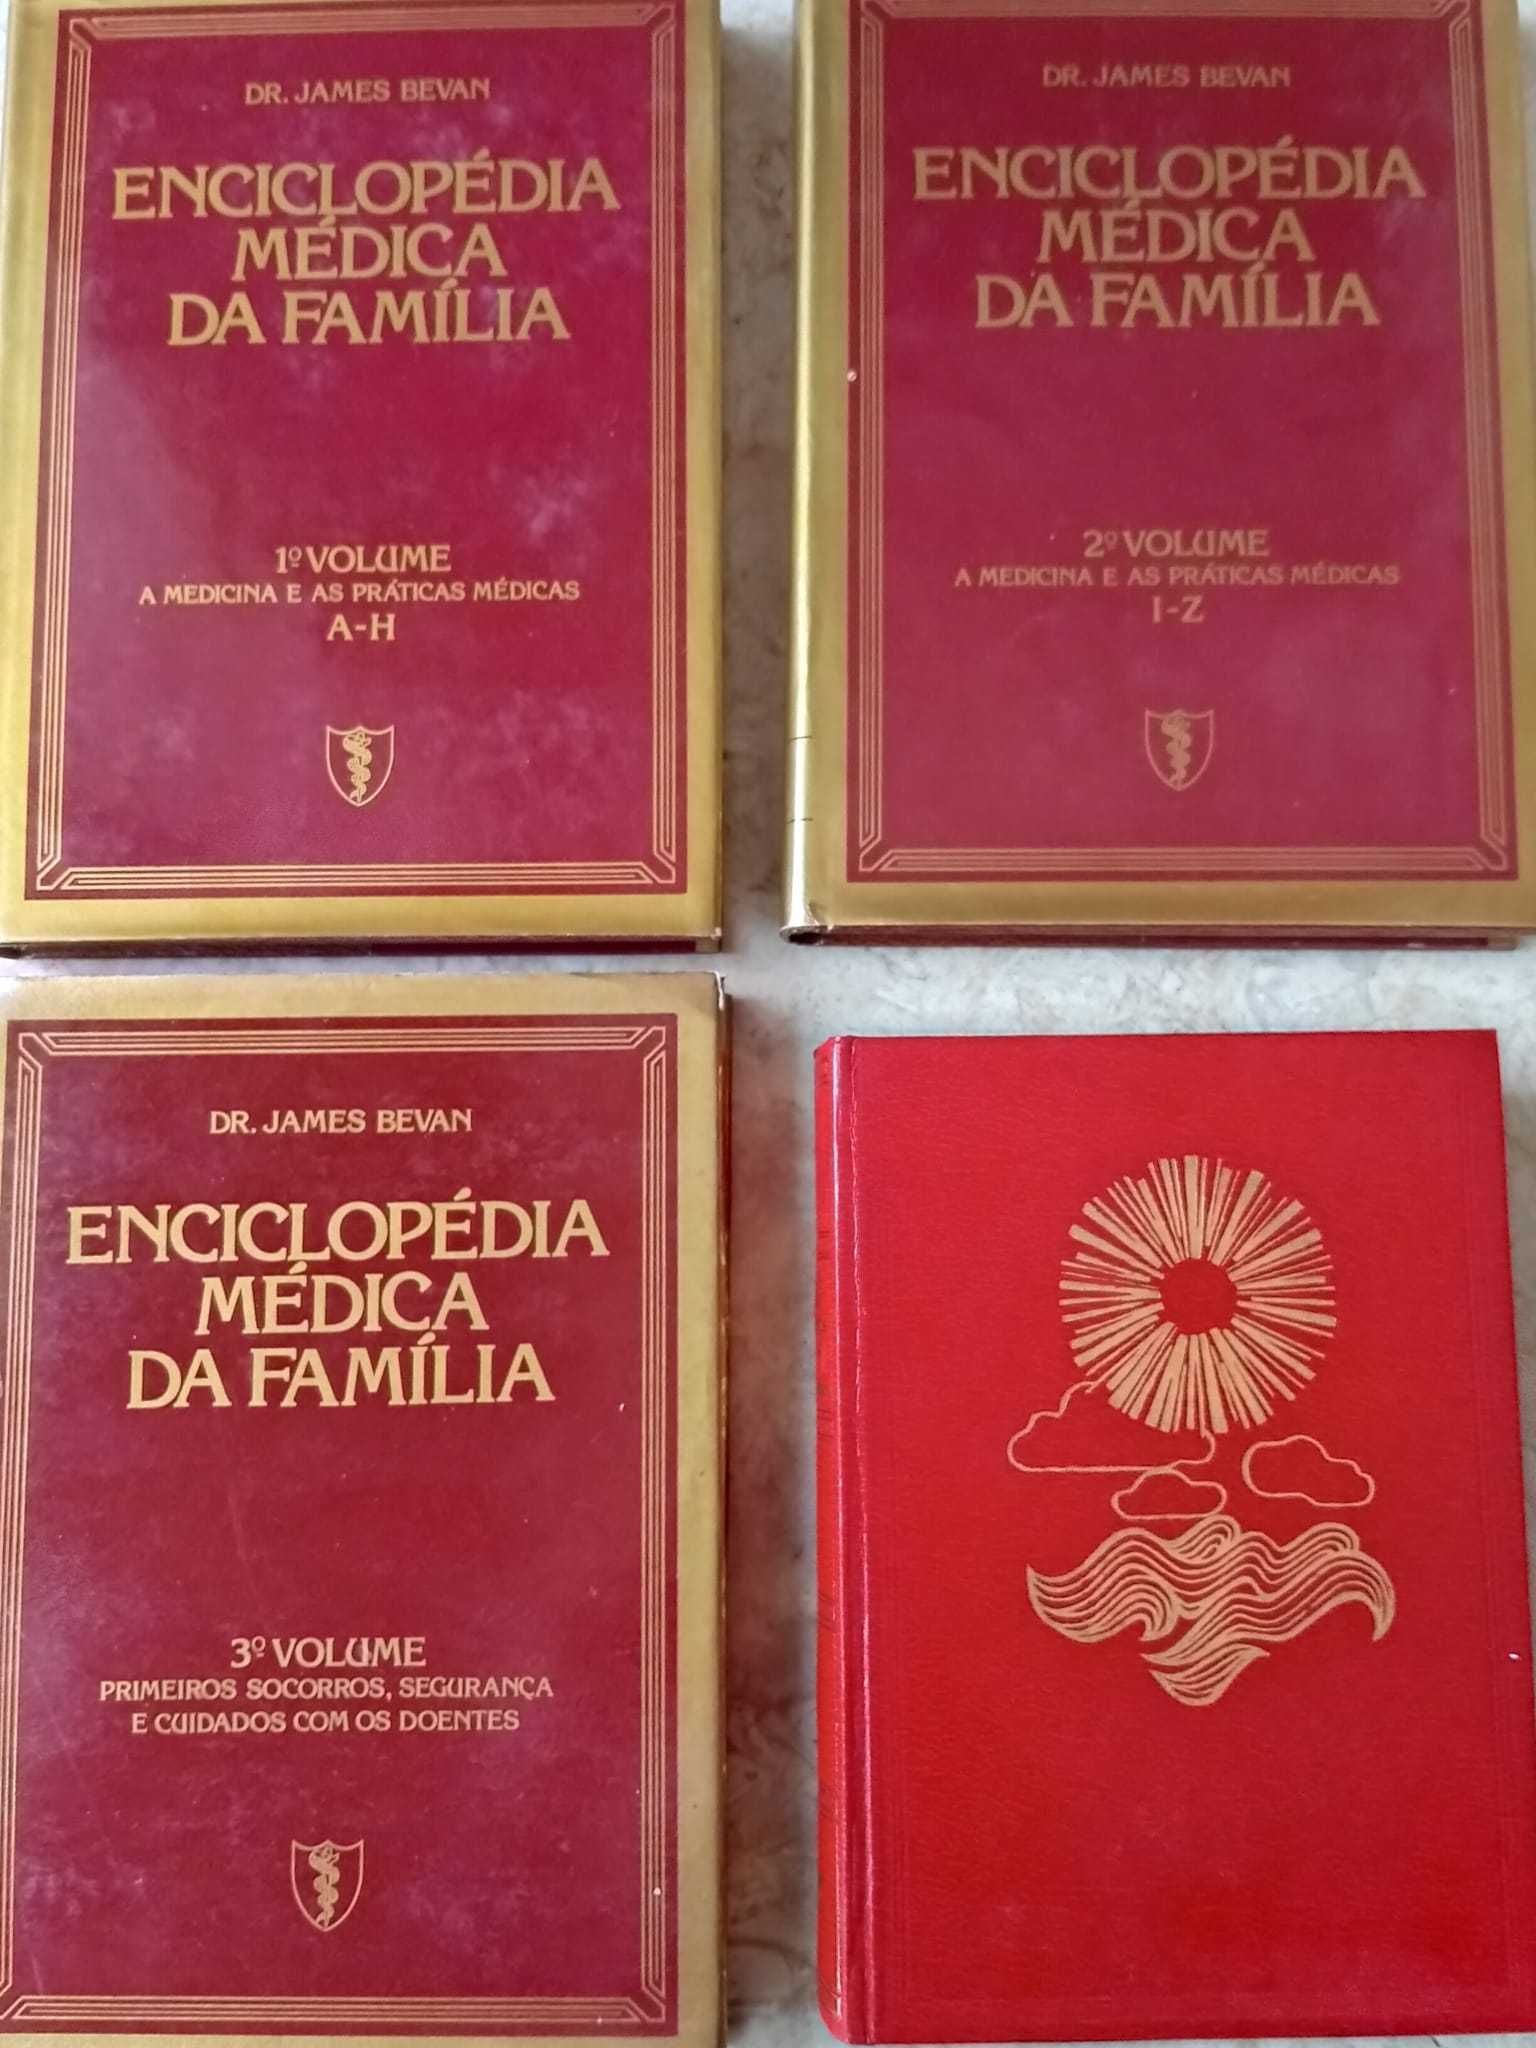 DR. JAMES BEVAN
ENCICLOPÉDIA
MÉDICA
DA FAMÍLIA
1º VOLUME
A MEDICINA E AS PRÁTICAS MÉDICAS
A-H
DR. JAMES BEVAN
ENCICLOPÉDIA
MÉDICA
DA FAMÍLIA
2º VOLUME
A MEDICINA E AS PRÁTICAS MÉDICAS
I-Z
DR. JAMES BEVAN
ENCICLOPÉDIA
MÉDICA
DA FAMÍLIA
3º VOLUME
PRIMEIROS SOCORROS, SEGURANÇA
E CUIDADOS COM OS DOENTES